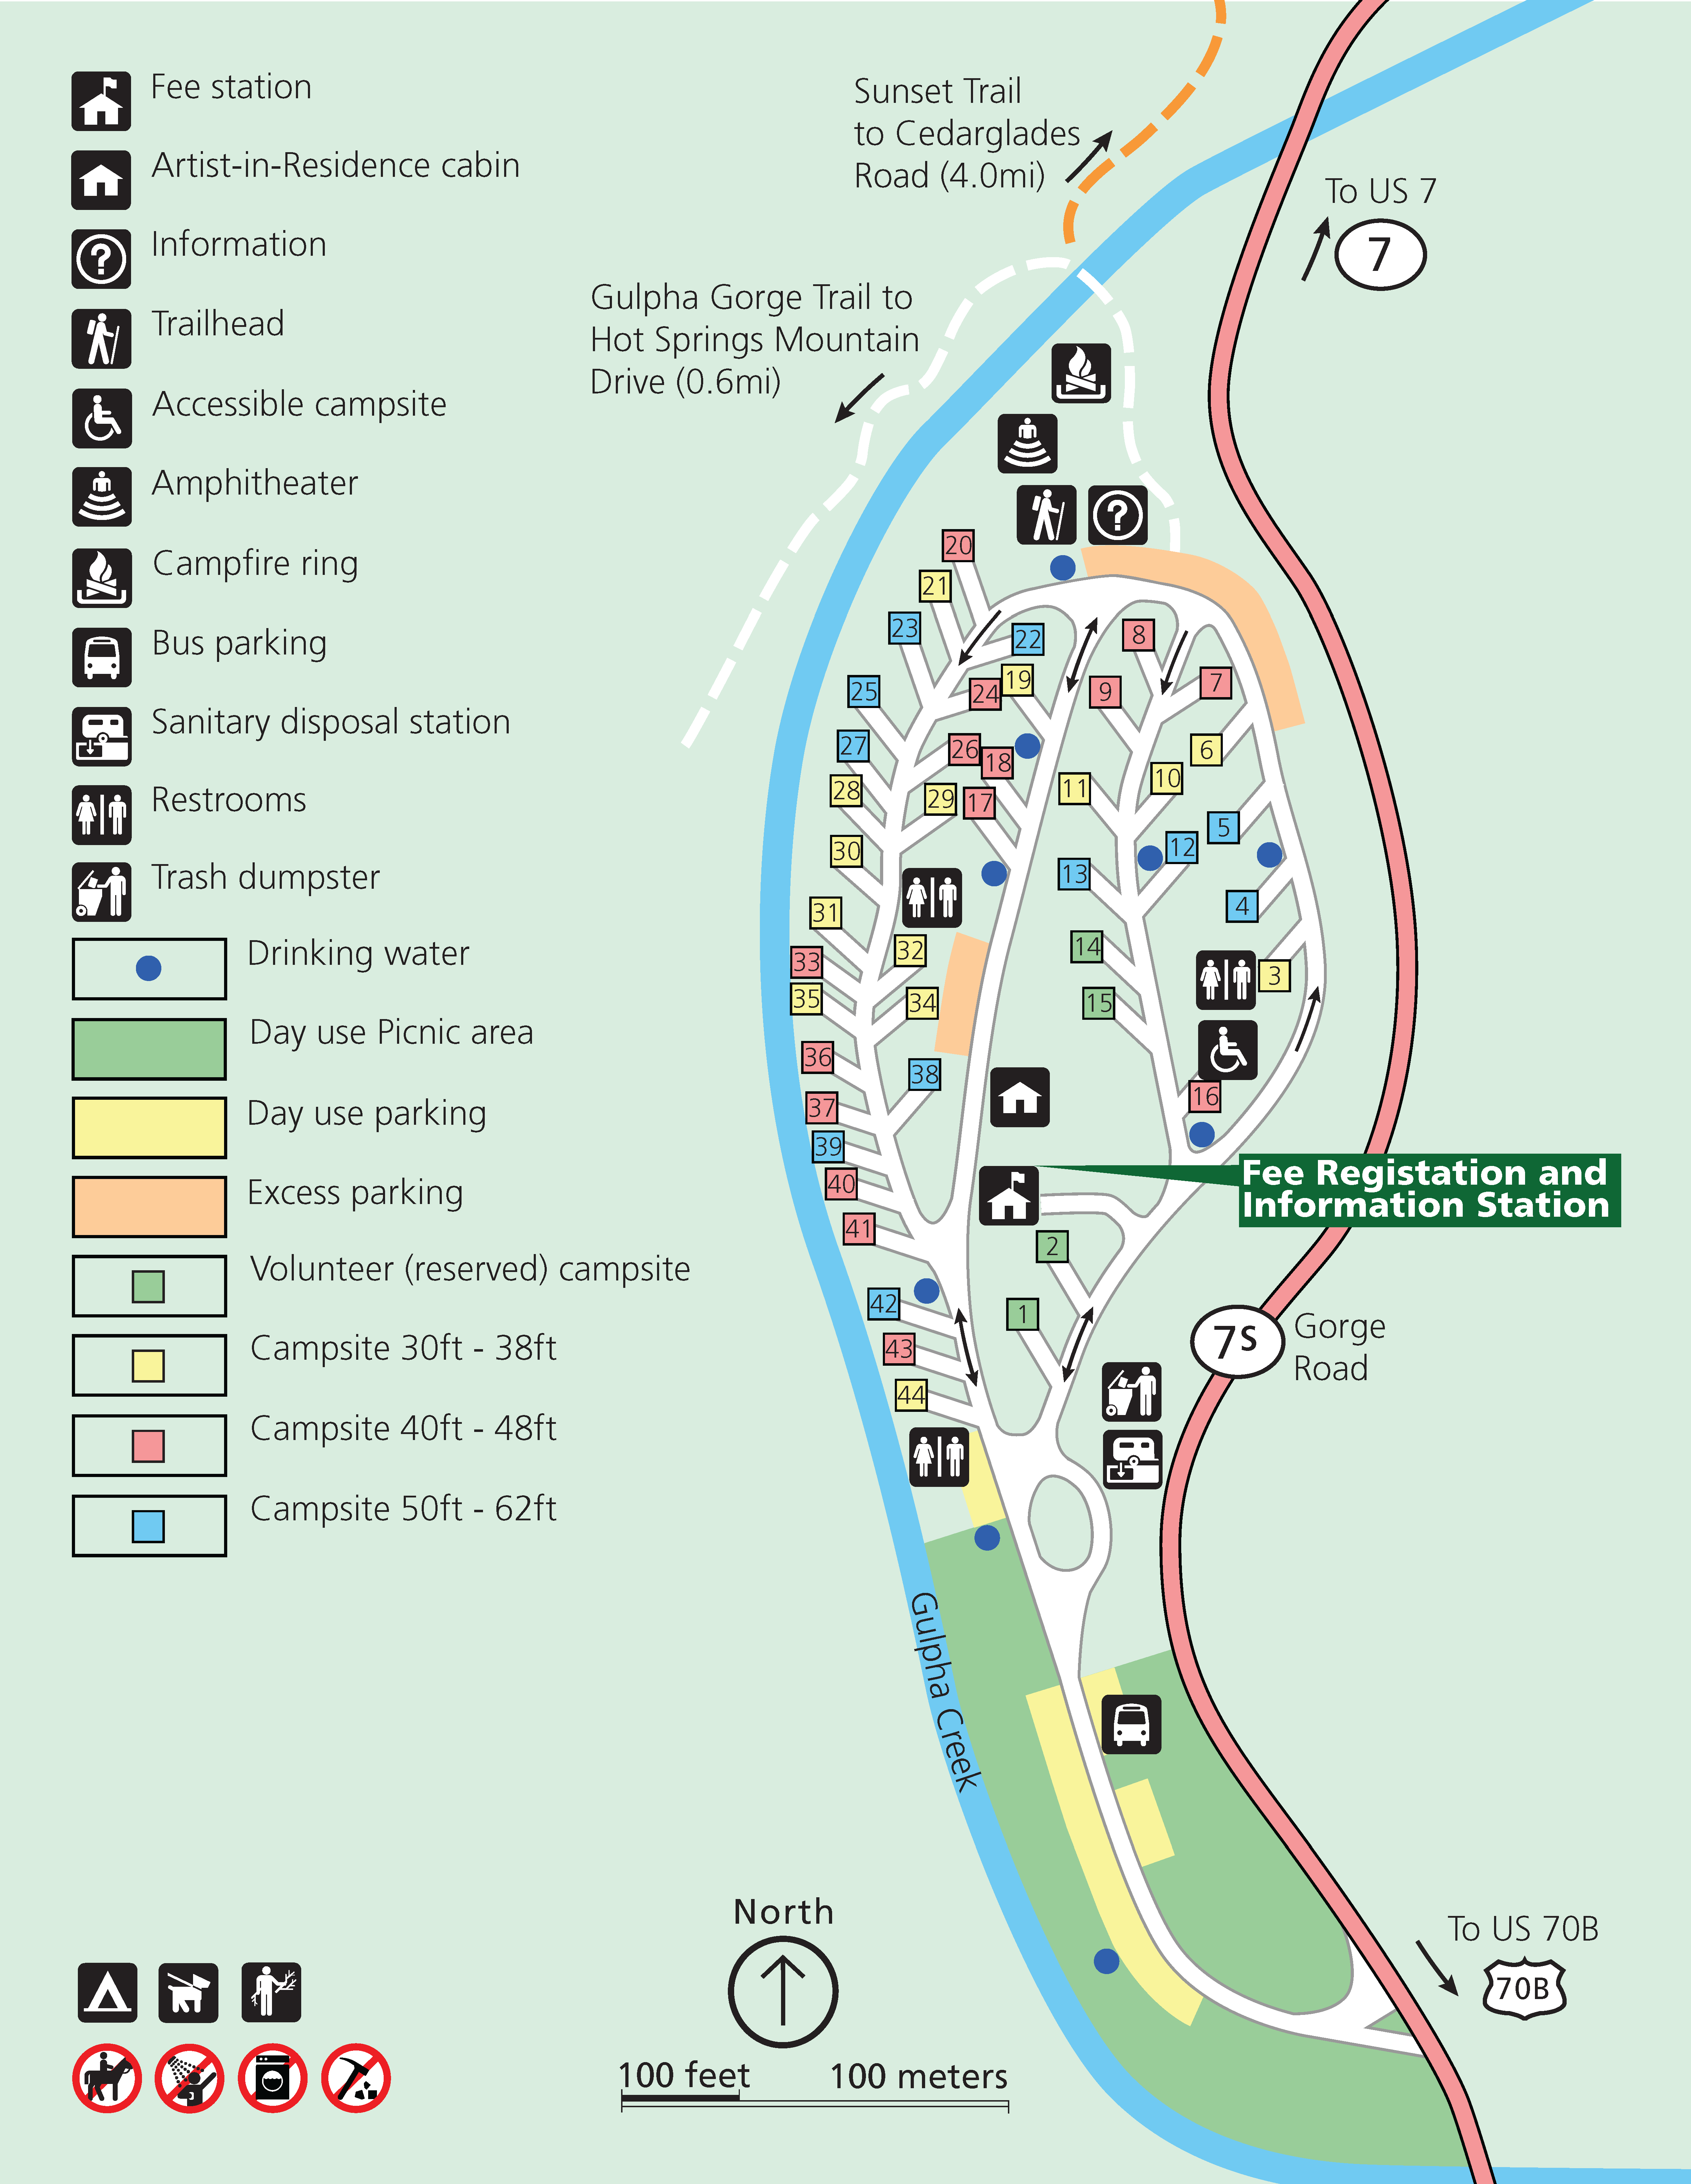 Fee station
Artist-in-Residence cabin
Information
Trailhead
Accessible campsite
Amphitheater
Campfire ring
Bus parking
Sanitary disposal station
Restrooms
Trash dumpster
Drinking water
Day use Picnic area
Day use parking
Excess parking
Volunteer (reserved) campsite
Campsite 30ft - 38ft
Campsite 40ft - 48ft
Campsite 50ft - 62ft
Sunset Trail
to Cedarglades
Road (4.0mi)
To US 7
7
Gulpha Gorge Trail to
Hot Springs Mountain
Drive (0.6mi)
20
21
23
22
8
25
24
19
9
7
27
26
18
6
28
29
17
11
10
5
30
12
13
4
31
32
14
33
3
35
34
15
36
38
16
37
39
40
Fee Registation and
Information Station
41
2
42
1
43
44
7S
Gorge
Road
Gulpha Creek
North
To US 70B
70B
100 feet
100 meters